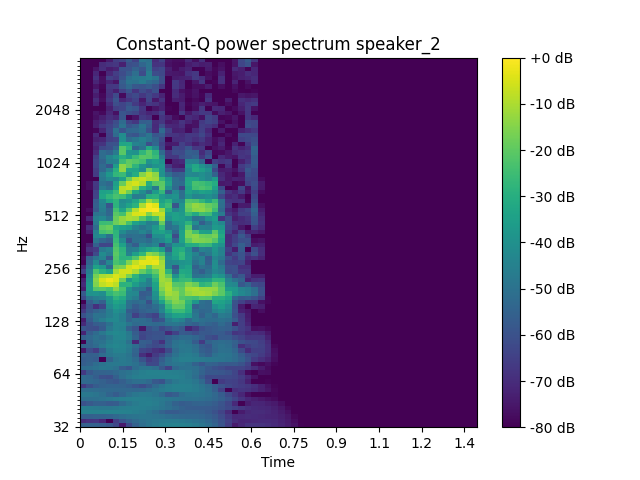 Constant-Q power spectrum speaker_2
Hz
2048
1024
512
256
128
64
32
0 0.15 0.3 0.45 0.6 0.75 0.9 1.1 1.2 1.4
Time
+0 dB
-10 dB
-20 dB
-30 dB
-40 dB
-50 dB
-60 dB
-70 dB
-80 dB